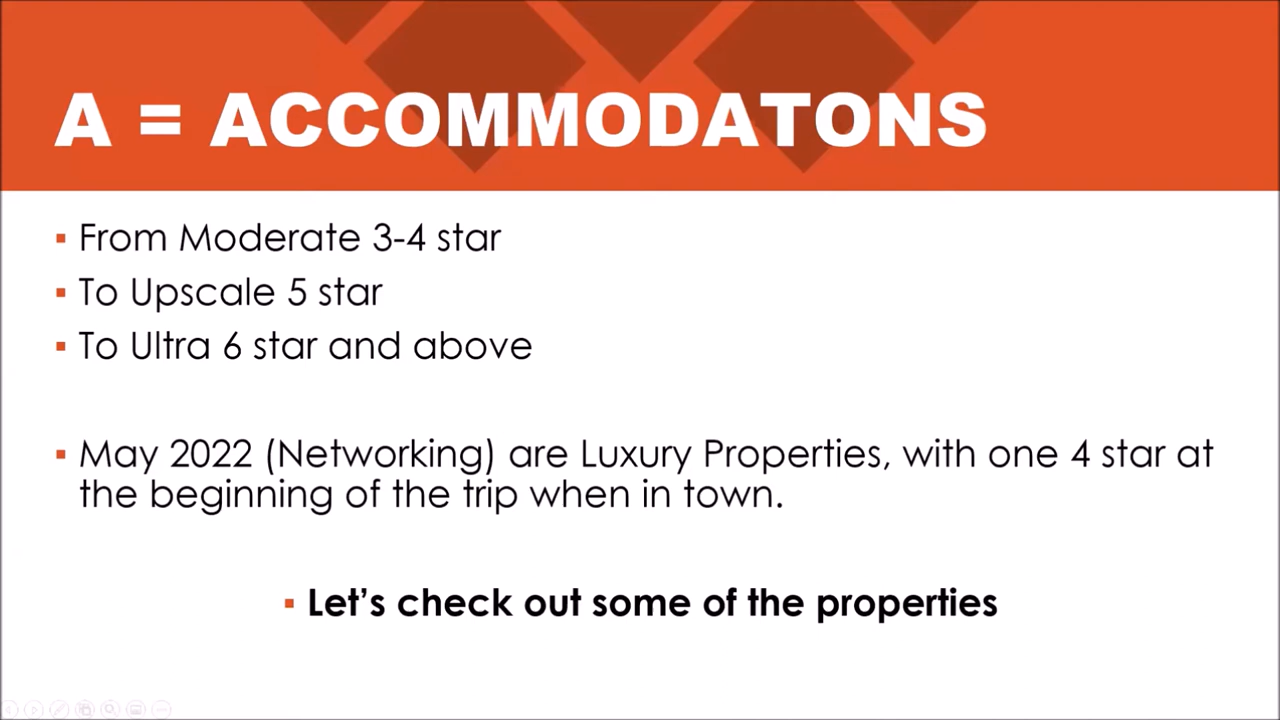 A = ACCOMMODATONS
▪ From Moderate 3-4 star
▪ To Upscale 5 star
▪ To Ultra 6 star and above
▪ May 2022 (Networking) are Luxury Properties, with one 4 star at
the beginning of the trip when in town.
▪ Let’s check out some of the properties